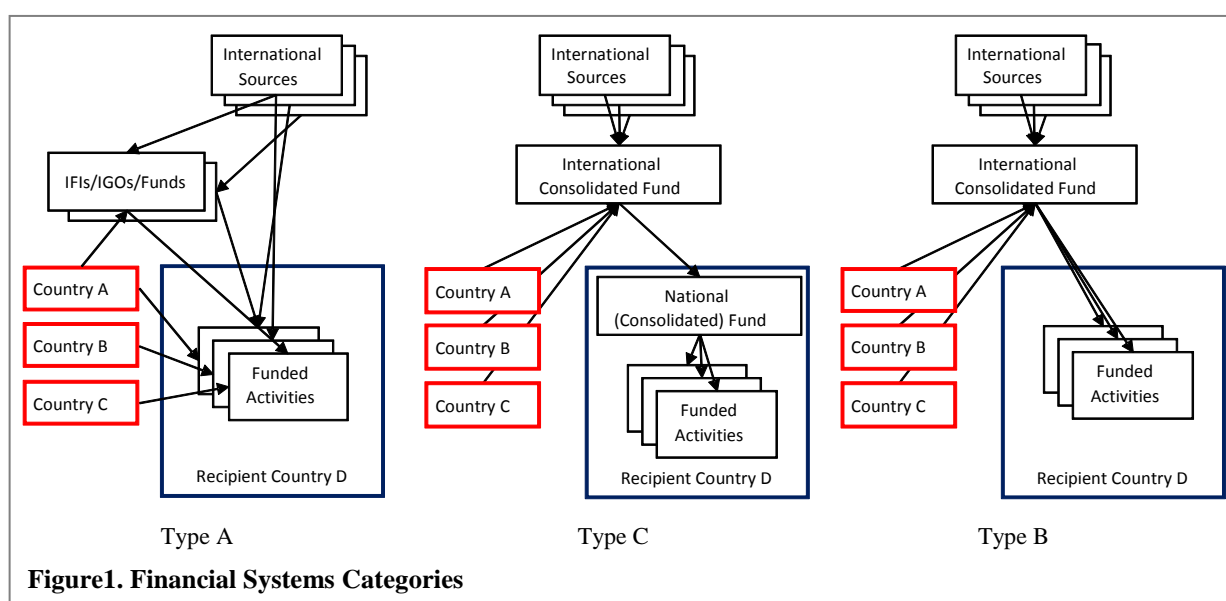 International
Sources
IFIs/IGOs/Funds
Country A
Country B
Country C
Funded
Activities
Recipient Country D
Type A
International
Sources
International
Consolidated Fund
Country A
Country B
Country C
National
(Consolidated) Fund
Funded
Activities
Recipient Country D
Type C
International
Sources
International
Consolidated Fund
Country A
Country B
Country C
Funded
Activities
Recipient Country D
Type B
Figure1. Financial Systems Categories